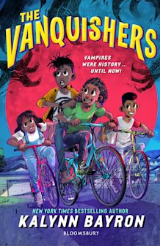 THE
VANQUISHERS
VAMPIRES
WERE HISTORY ...
UNTIL NOW!
NEW YORK TIMES BESTSELLING AUTHOR
KALYNN BAYRON
BLOOMSBURY